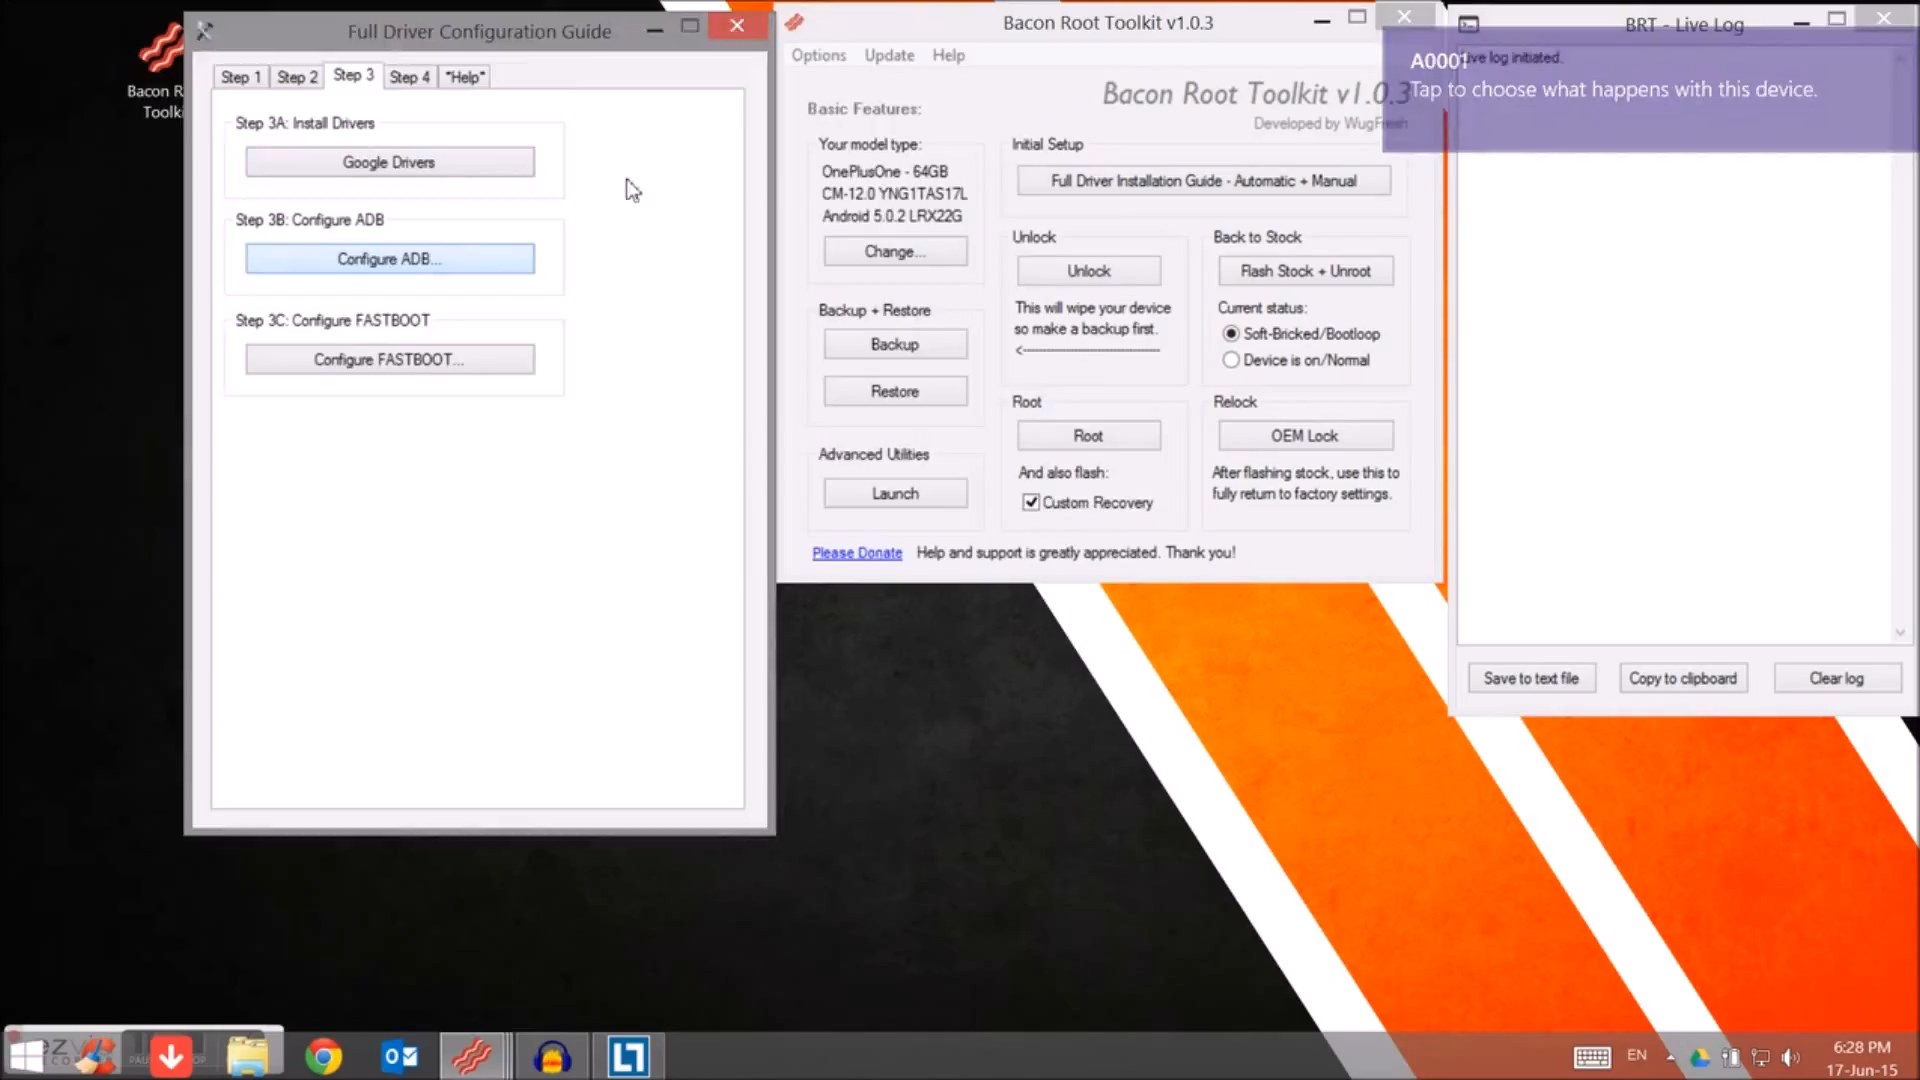 Bacon R
Toolki
Full Driver Configuration Guide
Step 1
Step 2
Step 3
Step 4
*Help*
Step 3A: Install Drivers
Google Drivers
Step 3B: Configure ADB
Configure ADB...
Step 3C: Configure FASTBOOT
Configure FASTBOOT...
Bacon Root Toolkit v1.0.3
Options Update Help
Bacon Root Toolkit v1.0.3
Developed by WugFresh
Basic Features:
Your model type:
OnePlusOne - 64GB
CM-12.0 YNG1TAS17L
Android 5.0.2 LRX22G
Change...
Backup + Restore
Backup
Restore
Advanced Utilities
Launch
Initial Setup
Full Driver Installation Guide - Automatic + Manual
Unlock
Unlock
This will wipe your device
so make a backup first.
<-----------------------------
Back to Stock
Flash Stock + Unroot
Current status:
Soft-Bricked/Bootloop
Device is on/Normal
Root
Root
And also flash:
Custom Recovery
Relock
OEM Lock
After flashing stock, use this to
fully return to factory settings.
Please Donate Help and support is greatly appreciated. Thank you!
BRT - Live Log
Live log initiated.
A0001
Tap to choose what happens with this device.
Save to text file
Copy to clipboard
Clear log
EN
6:28 PM
17-Jun-15